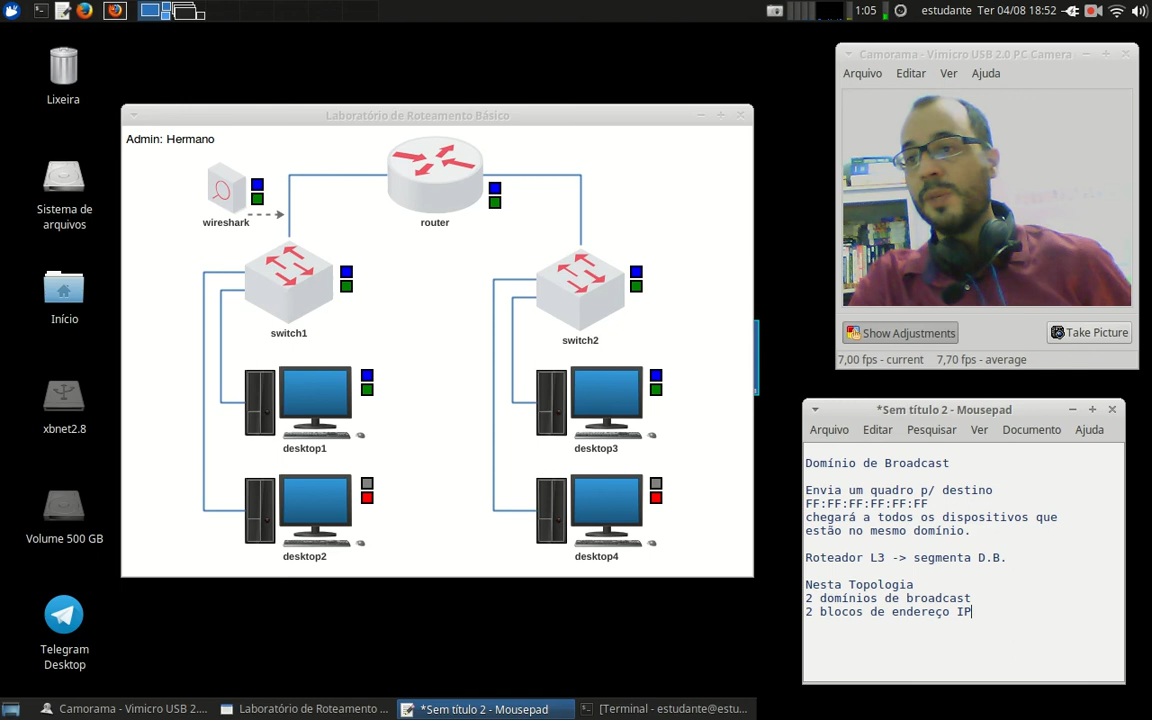 1:05
estudante Ter 04/08 18:52
Lixeira
Sistema de
arquivos
Início
xbnet2.8
Volume 500 GB
Telegram
Desktop
Laboratório de Roteamento Básico
Admin: Hermano
wireshark
router
switch1
switch2
desktop1
desktop3
desktop2
desktop4
Camorama - Vimicro USB 2.0 PC Camera
Arquivo Editar Ver Ajuda
Show Adjustments
Take Picture
7,00 fps - current 7,70 fps - average
*Sem título 2 - Mousepad
Arquivo Editar Pesquisar Ver Documento Ajuda
Domínio de Broadcast
Envia um quadro p/ destino
FF:FF:FF:FF:FF:FF
chegará a todos os dispositivos que
estão no mesmo domínio.
Roteador L3 -> segmenta D.B.
Nesta Topologia
2 domínios de broadcast
2 blocos de endereço IP
Camorama - Vimicro USB 2....
Laboratório de Roteamento ...
*Sem título 2 - Mousepad
[Terminal - estudante@estu...